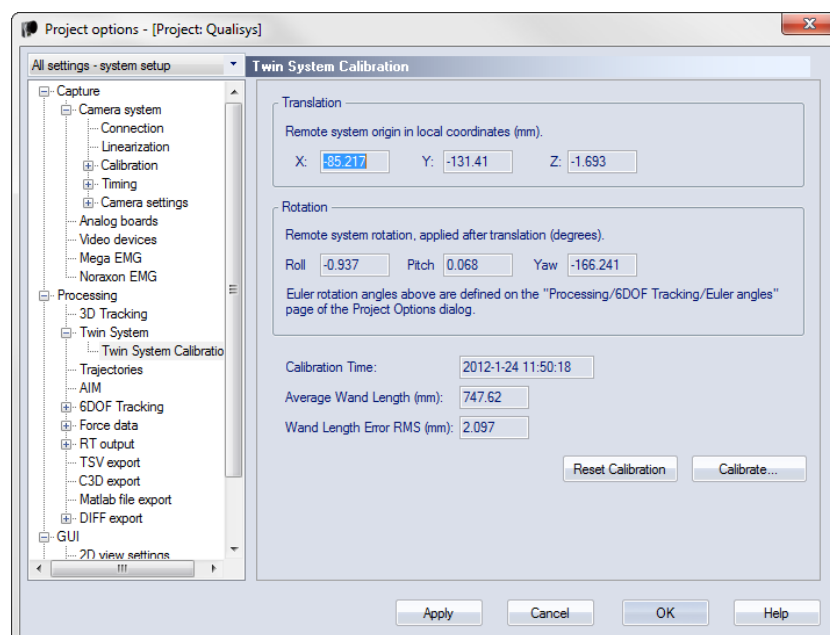 Project options - [Project: Qualisys]
All settings - system setup
Twin System Calibration
Capture
Camera system
Connection
Linearization
Calibration
Timing
Camera settings
Analog boards
Video devices
Mega EMG
Noraxon EMG
Processing
3D Tracking
Twin System
Twin System Calibratio
Trajectories
AIM
6DOF Tracking
Force data
RT output
TSV export
C3D export
Matlab file export
DIFF export
GUI
2D view settings
Translation
Remote system origin in local coordinates (mm).
X: -85.217 Y: -131.41 Z: -1.693
Rotation
Remote system rotation, applied after translation (degrees).
Roll -0.937 Pitch 0.068 Yaw -166.241
Euler rotation angles above are defined on the "Processing/6DOF Tracking/Euler angles"
page of the Project Options dialog.
Calibration Time: 2012-1-24 11:50:18
Average Wand Length (mm): 747.62
Wand Length Error RMS (mm): 2.097
Reset Calibration Calibrate...
Apply Cancel OK Help